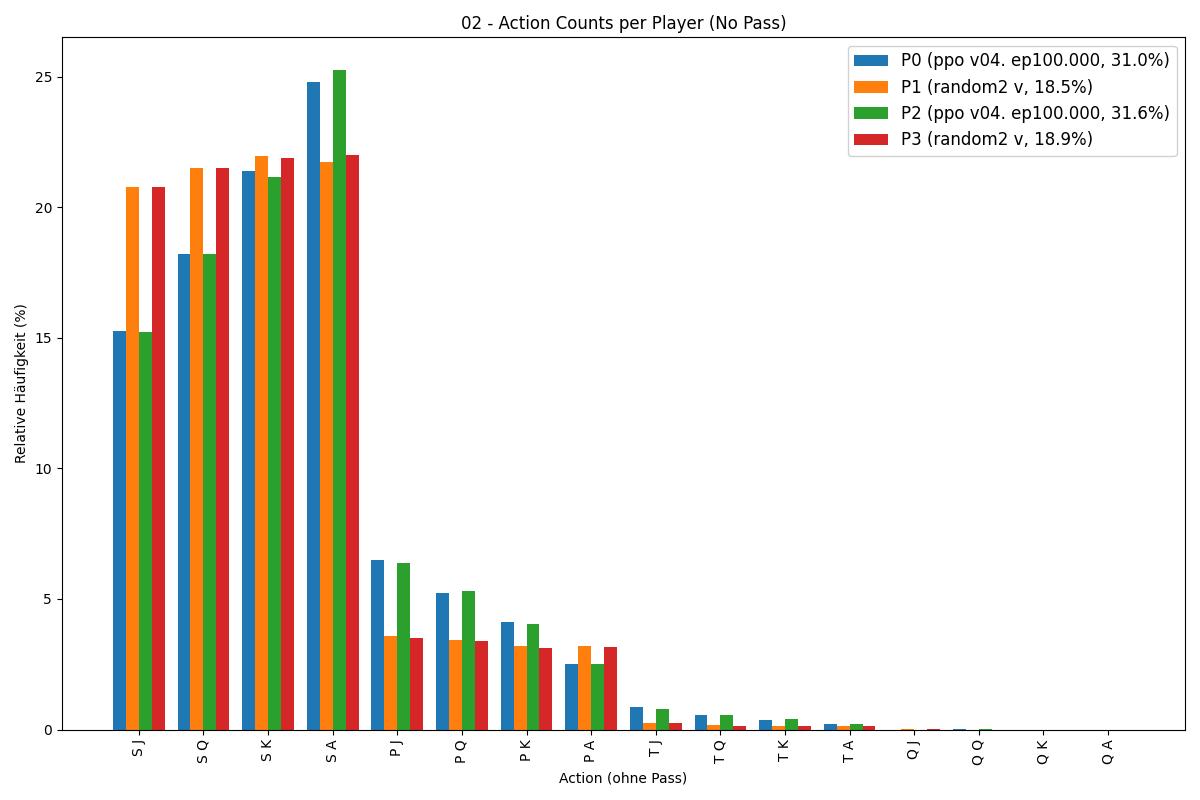 02 - Action Counts per Player (No Pass)
P0 (ppo v04. ep100.000, 31.0%)
P1 (random2 v, 18.5%)
P2 (ppo v04. ep100.000, 31.6%)
P3 (random2 v, 18.9%)
Relative Häufigkeit (%)
25
20
15
10
5
0
S J
S Q
S K
S A
P J
P Q
P K
P A
T J
T Q
T K
T A
Q J
Q Q
Q K
Q A
Action (ohne Pass)